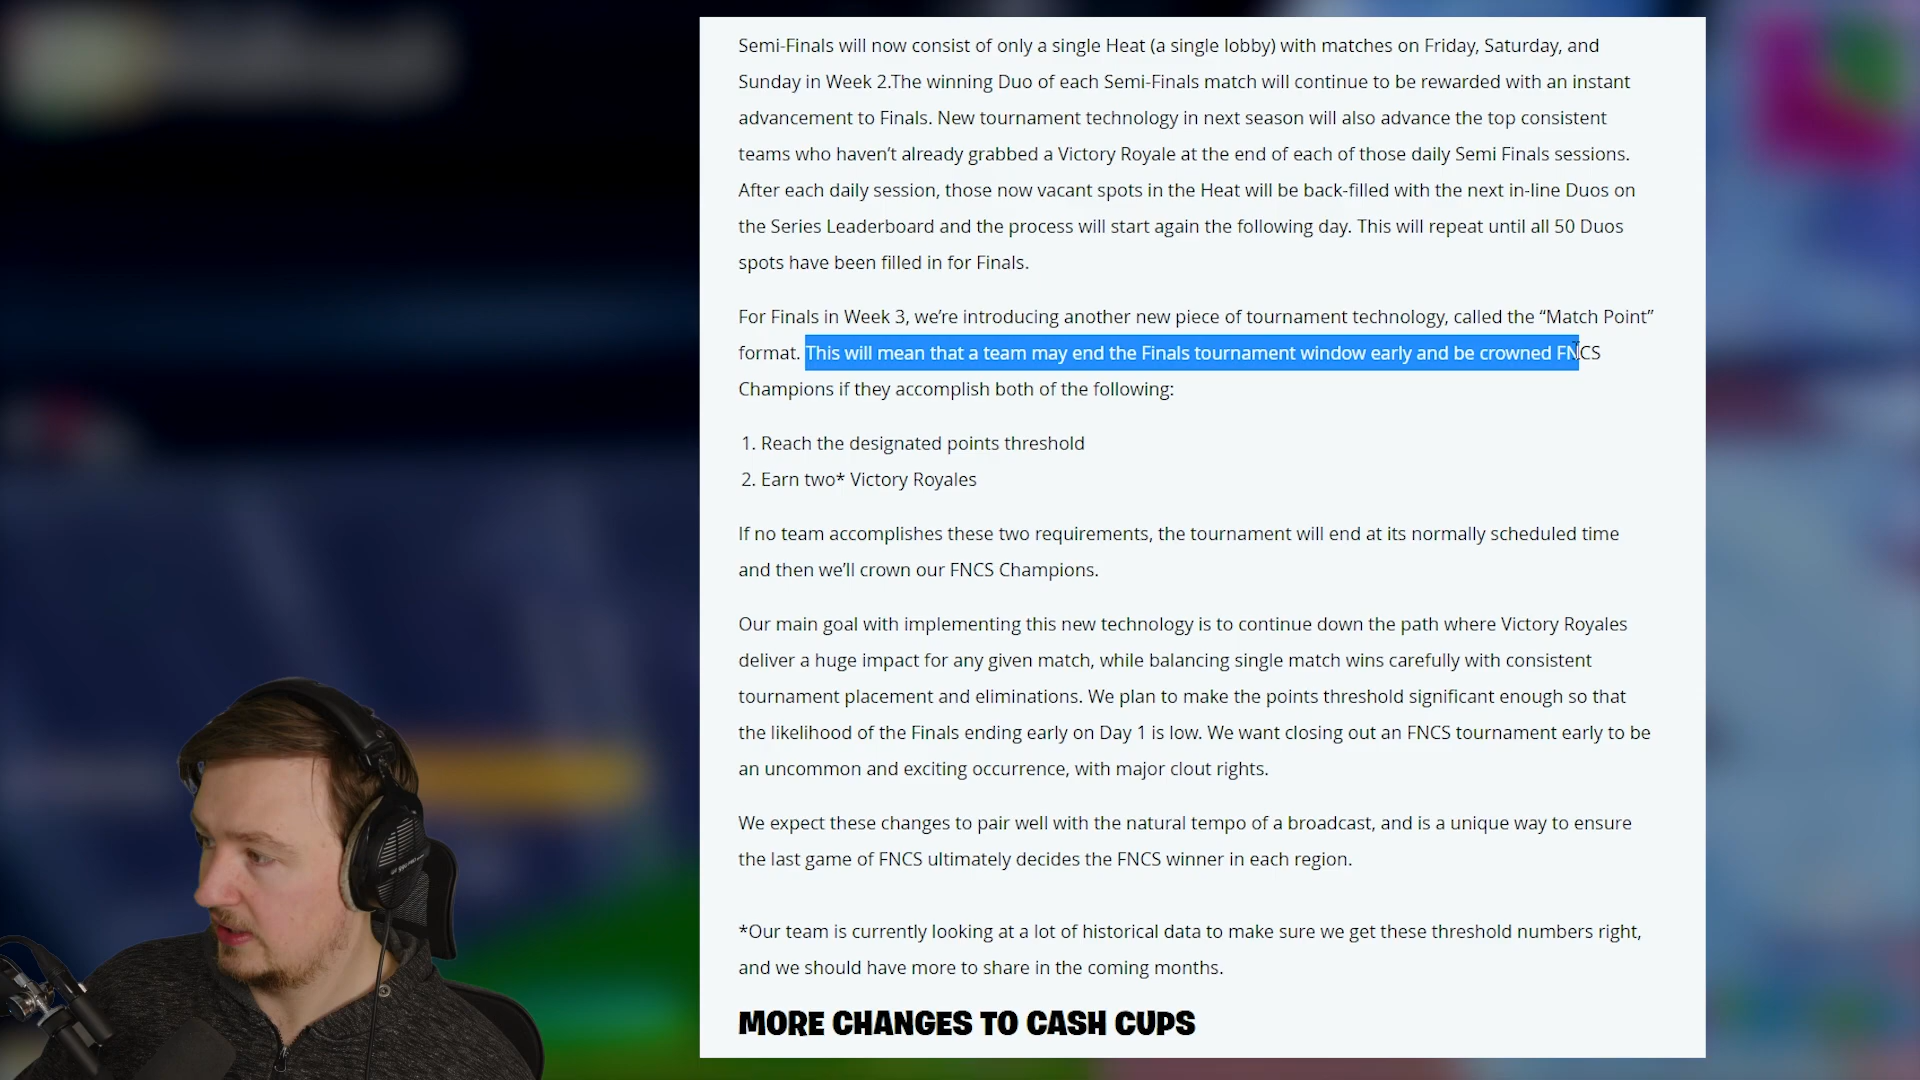 Semi-Finals will now consist of only a single Heat (a single lobby) with matches on Friday, Saturday, and
Sunday in Week 2.The winning Duo of each Semi-Finals match will continue to be rewarded with an instant
advancement to Finals. New tournament technology in next season will also advance the top consistent
teams who haven’t already grabbed a Victory Royale at the end of each of those daily Semi Finals sessions.
After each daily session, those now vacant spots in the Heat will be back-filled with the next in-line Duos on
the Series Leaderboard and the process will start again the following day. This will repeat until all 50 Duos
spots have been filled in for Finals.
For Finals in Week 3, we’re introducing another new piece of tournament technology, called the “Match Point”
format. This will mean that a team may end the Finals tournament window early and be crowned FNCS
Champions if they accomplish both of the following:
1. Reach the designated points threshold
2. Earn two* Victory Royales
If no team accomplishes these two requirements, the tournament will end at its normally scheduled time
and then we’ll crown our FNCS Champions.
Our main goal with implementing this new technology is to continue down the path where Victory Royales
deliver a huge impact for any given match, while balancing single match wins carefully with consistent
tournament placement and eliminations. We plan to make the points threshold significant enough so that
the likelihood of the Finals ending early on Day 1 is low. We want closing out an FNCS tournament early to be
an uncommon and exciting occurrence, with major clout rights.
We expect these changes to pair well with the natural tempo of a broadcast, and is a unique way to ensure
the last game of FNCS ultimately decides the FNCS winner in each region.
*Our team is currently looking at a lot of historical data to make sure we get these threshold numbers right,
and we should have more to share in the coming months.
MORE CHANGES TO CASH CUPS